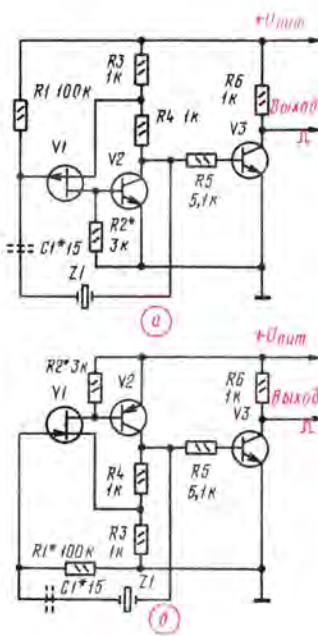 +Uпит
R3
1к
R6
1к
R1 100к
Выход
V1
R4 1к
V2
V3
R5
5,1к
R2*
3к
C1*15
Z1
а
+Uпит
R2*3к
V2
R6
1к
Выход
V1
V3
R4
1к
R5
5,1к
R3
1к
R1*100к
C1*15
Z1
б